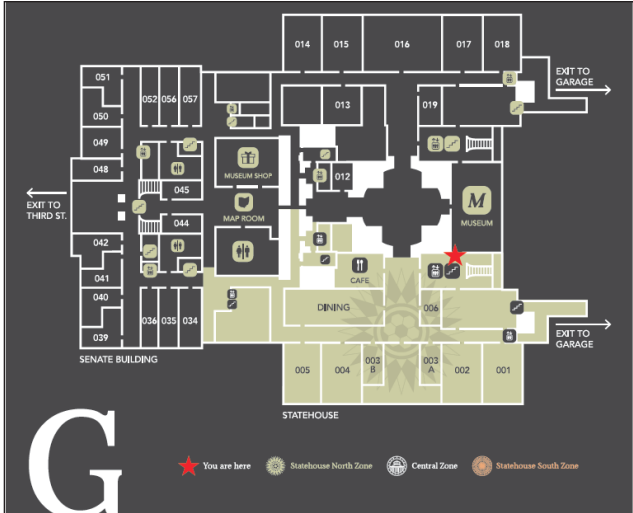 014 015 016 017 018
051
EXIT TO
GARAGE
052 056 057
013
019
050
049
048
MUSEUM SHOP
012
045
M
EXIT TO
THIRD ST.
MAP ROOM
MUSEUM
044
042
041
CAFE
040
DINING
006
036 035 034
039
EXIT TO
GARAGE
SENATE BUILDING
005 004 003
B 003
A 002 001
STATEHOUSE
G
You are here Statehouse North Zone Central Zone Statehouse South Zone